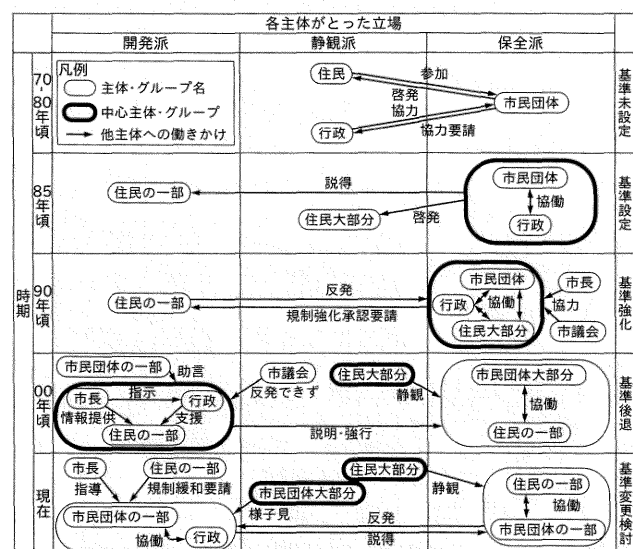 各主体がとった立場
開発派
静観派
保全派
時期
70-80年頃
凡例
主体・グループ名
中心主体・グループ
他主体への働きかけ
住民
参加
啓発
協力
市民団体
行政
協力要請
基準未設定
85年頃
住民の一部
説得
住民大部分
啓発
市民団体
協働
行政
基準設定
90年頃
住民の一部
反発
規制強化承認要請
市民団体
行政
協働
住民大部分
市長
協力
市議会
基準強化
00年頃
市民団体の一部
助言
市長
指示
行政
情報提供
支援
住民の一部
市議会
反発できず
住民大部分
静観
説明・強行
市民団体大部分
協働
住民の一部
基準後退
現在
市長
指導
住民の一部
規制緩和要請
市民団体の一部
協働
行政
住民大部分
市民団体大部分
様子見
静観
反発
説得
住民の一部
協働
市民団体の一部
基準変更検討